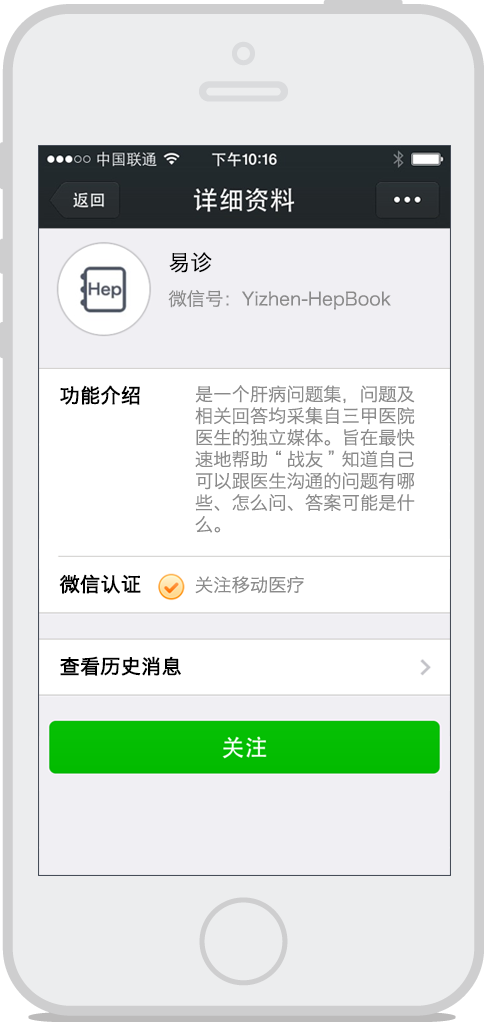 中国联通 下午10:16
返回 详细资料
Hep
易诊
微信号：Yizhen-HepBook
功能介绍
是一个肝病问题集，问题及
相关回答均采集自三甲医院
医生的独立媒体。旨在最快
速地帮助“战友”知道自己
可以跟医生沟通的问题有哪
些、怎么问、答案可能是什
么。
微信认证 关注移动医疗
查看历史消息
关注